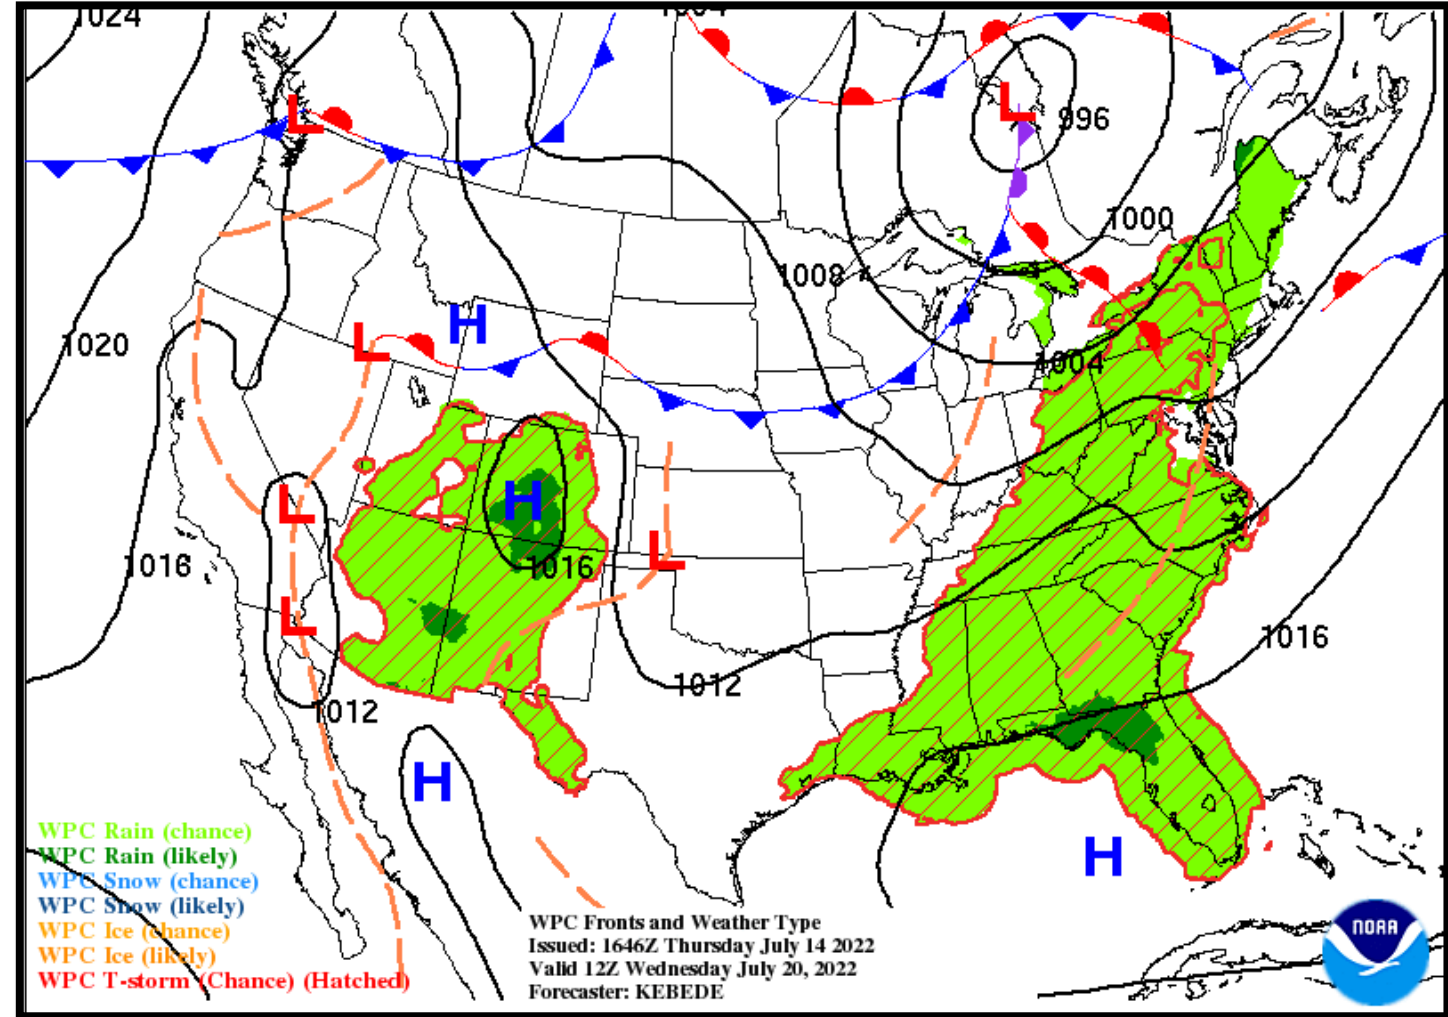 1024
L
L
996
1000
1008
H
1020
L
1004
L
H
1016
L
1016
L
1016
1012
1012
H
H
WPC Rain (chance)
WPC Rain (likely)
WPC Snow (chance)
WPC Snow (likely)
WPC Ice (chance)
WPC Ice (likely)
WPC T-storm (Chance) (Hatched)
WPC Fronts and Weather Type
Issued: 1646Z Thursday July 14 2022
Valid 12Z Wednesday July 20, 2022
Forecaster: KEBEDE
NOAA